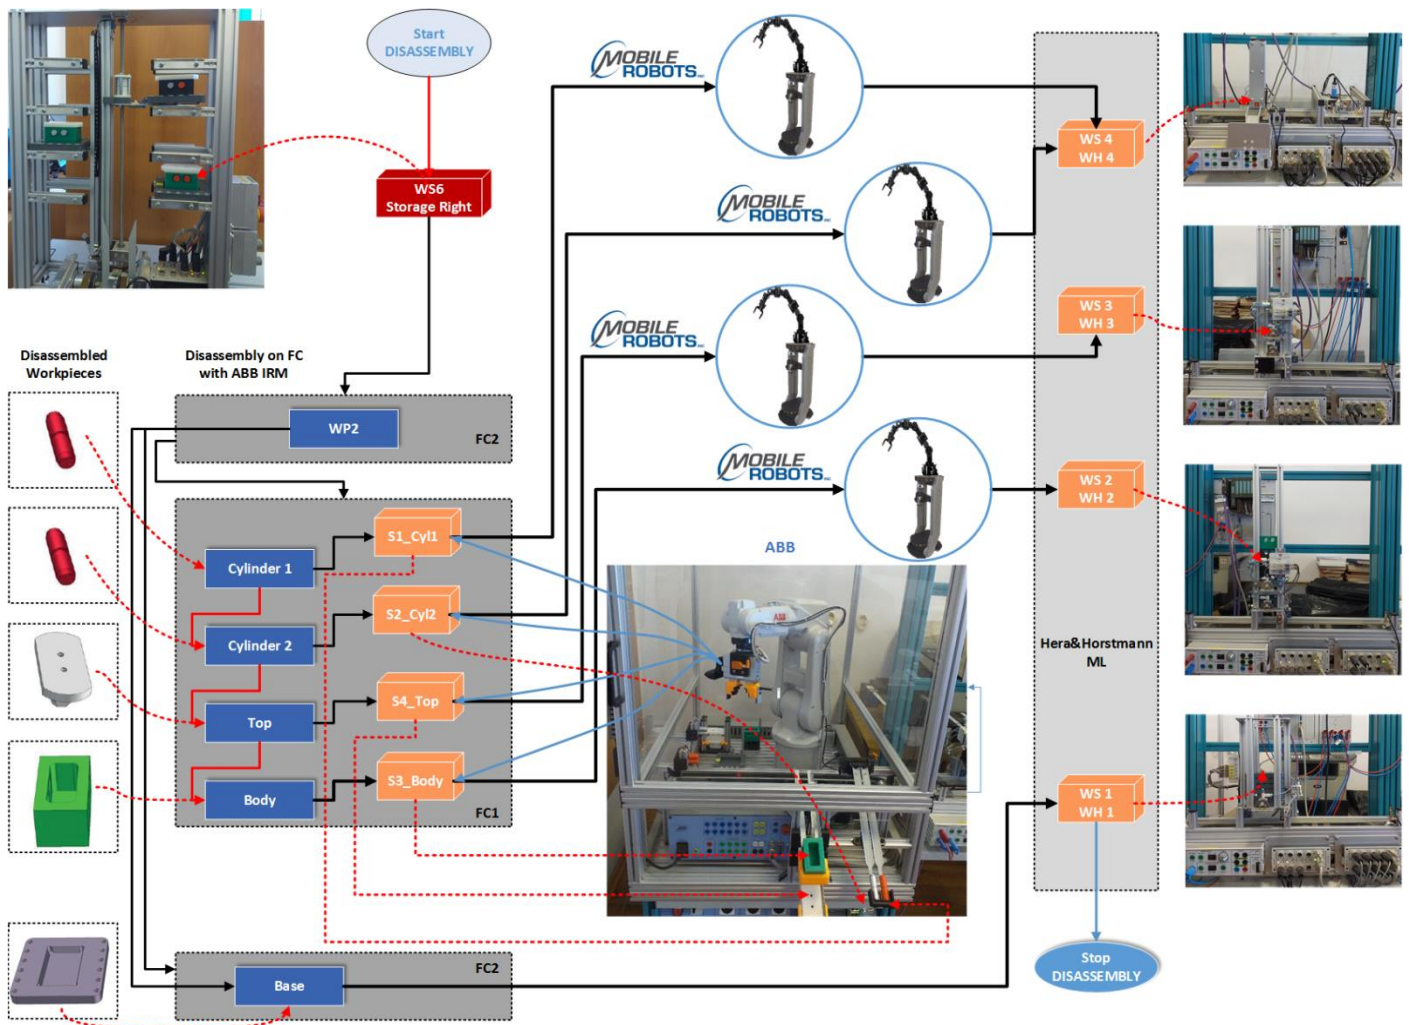 Start
DISASSEMBLY
WS6
Storage Right
MOBILE
ROBOTS
MOBILE
ROBOTS
MOBILE
ROBOTS
MOBILE
ROBOTS
WS 4
WH 4
WS 3
WH 3
WS 2
WH 2
Hera&Horstmann
ML
WS 1
WH 1
Stop
DISASSEMBLY
Disassembled
Workpieces
Disassembly on FC
with ABB IRM
WP2
FC2
Cylinder 1
S1_Cyl1
Cylinder 2
S2_Cyl2
Top
S4_Top
Body
S3_Body
FC1
ABB
ABB
FC2
Base